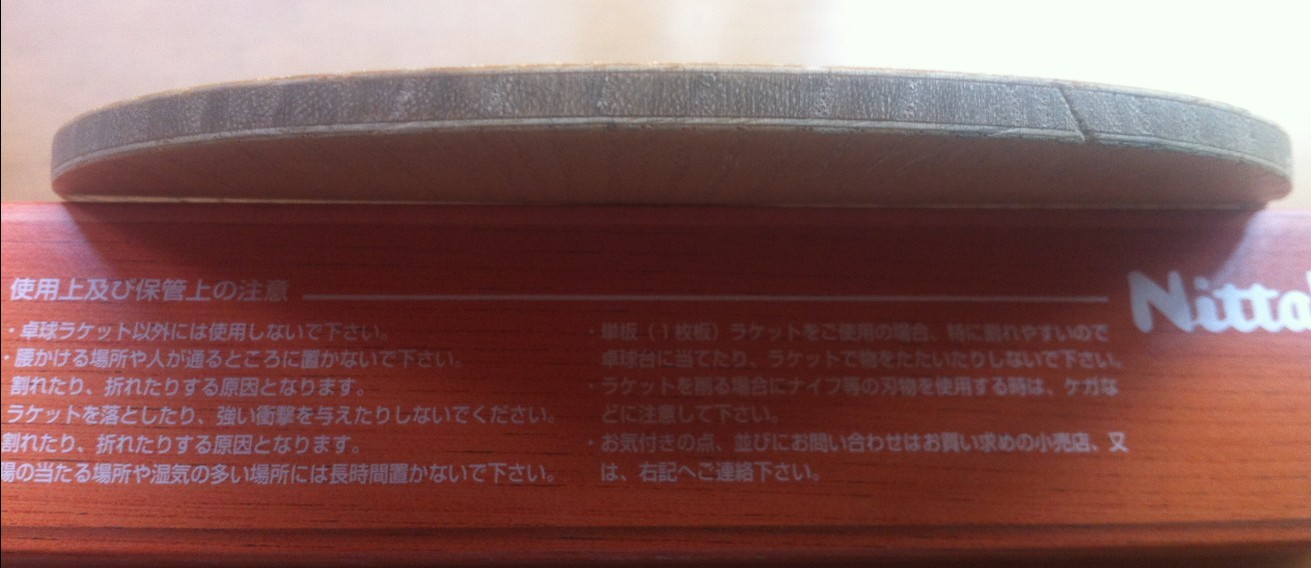 使用上及び保管上の注意
・卓球ラケット以外には使用しないで下さい。
・腰かける場所や人が通るところに置かないで下さい。
割れたり、折れたりする原因となります。
ラケットを落としたり、強い衝撃を与えたりしないでください。
割れたり、折れたりする原因となります。
陽の当たる場所や湿気の多い場所には長時間置かないで下さい。
・単板（1枚板）ラケットをご使用の場合、特に割れやすいので
卓球台に当てたり、ラケットで物をたたいたりしないで下さい。
・ラケットを削る場合にナイフ等の刃物を使用する時は、ケガな
どに注意して下さい。
・お気付きの点、並びにお問い合わせはお買い求めの小売店、又
は、右記へご連絡下さい。
Nitta